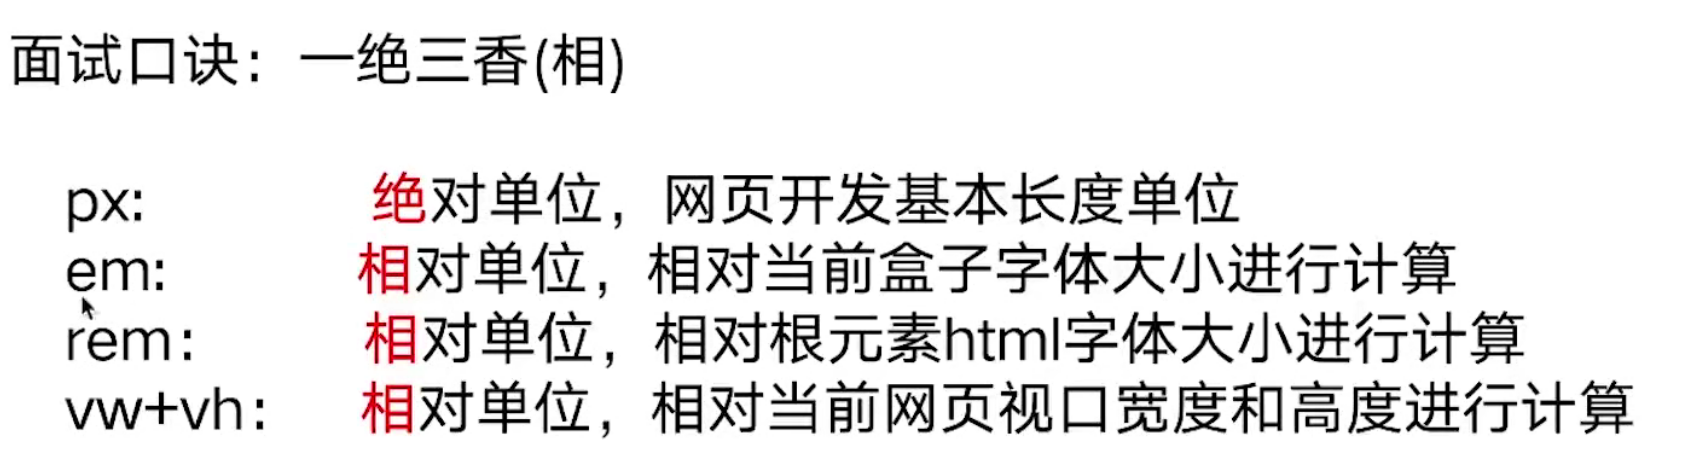 面试口诀：一绝三香(相)
px: 绝对单位，网页开发基本长度单位
em: 相对单位，相对当前盒子字体大小进行计算
rem: 相对单位，相对根元素html字体大小进行计算
vw+vh: 相对单位，相对当前网页视口宽度和高度进行计算